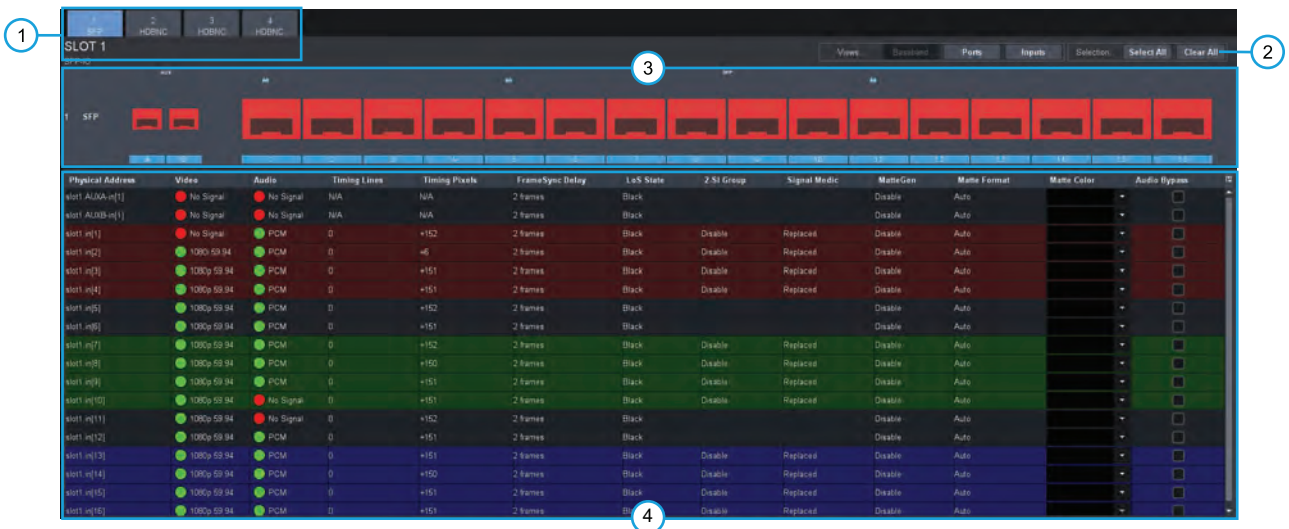 1 2 3 4
SFP HDBNC HDBNC HDBNC
1
SLOT 1
Views Baseband Ports Inputs Selection Select All Clear All
2
3
AUX SFP
1 SFP
Physical Address Video Audio Timing Lines Timing Pixels FrameSync Delay LoS State 2-SI Group Signal Medic MatteGen Matte Format Matte Color Audio Bypass
slot1.AUXA-in[1] No Signal No Signal N/A N/A 2 frames Black Disable Auto
slot1.AUXB-in[1] No Signal No Signal N/A N/A 2 frames Black Disable Auto
slot1.in[1] No Signal PCM 0 +152 2 frames Black Disable Replaced Disable Auto
slot1.in[2] 1080i 59.94 PCM 0 +6 2 frames Black Disable Replaced Disable Auto
slot1.in[3] 1080p 59.94 PCM 0 +151 2 frames Black Disable Replaced Disable Auto
slot1.in[4] 1080p 59.94 PCM 0 +151 2 frames Black Disable Replaced Disable Auto
slot1.in[5] 1080p 59.94 PCM 0 +152 2 frames Black Disable Auto
slot1.in[6] 1080p 59.94 PCM 0 +151 2 frames Black Disable Auto
slot1.in[7] 1080p 59.94 PCM 0 +152 2 frames Black Disable Replaced Disable Auto
slot1.in[8] 1080p 59.94 PCM 0 +150 2 frames Black Disable Replaced Disable Auto
slot1.in[9] 1080p 59.94 PCM 0 +151 2 frames Black Disable Replaced Disable Auto
slot1.in[10] 1080p 59.94 No Signal 0 +151 2 frames Black Disable Replaced Disable Auto
slot1.in[11] 1080p 59.94 No Signal 0 +152 2 frames Black Disable Auto
slot1.in[12] 1080p 59.94 PCM 0 +151 2 frames Black Disable Auto
slot1.in[13] 1080p 59.94 PCM 0 +151 2 frames Black Disable Replaced Disable Auto
slot1.in[14] 1080p 59.94 PCM 0 +150 2 frames Black Disable Replaced Disable Auto
slot1.in[15] 1080p 59.94 PCM 0 +151 2 frames Black Disable Replaced Disable Auto
slot1.in[16] 1080p 59.94 PCM 0 +151 2 frames Black Disable Replaced Disable Auto
4